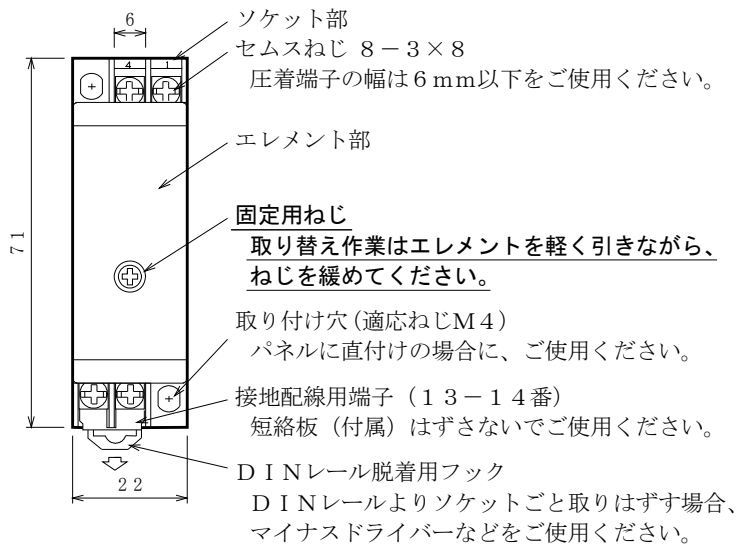 6
ソケット部
セムスねじ ８－３×８
圧着端子の幅は６ｍｍ以下をご使用ください。
4 1
エレメント部
71
固定用ねじ
取り替え作業はエレメントを軽く引きながら、
ねじを緩めてください。
取り付け穴(適応ねじＭ４)
パネルに直付けの場合に、ご使用ください。
接地配線用端子（１３－１４番）
短絡板（付属）はずさないでご使用ください。
ＤＩＮレール脱着用フック
22
ＤＩＮレールよりソケットごと取りはずす場合、
マイナスドライバーなどをご使用ください。